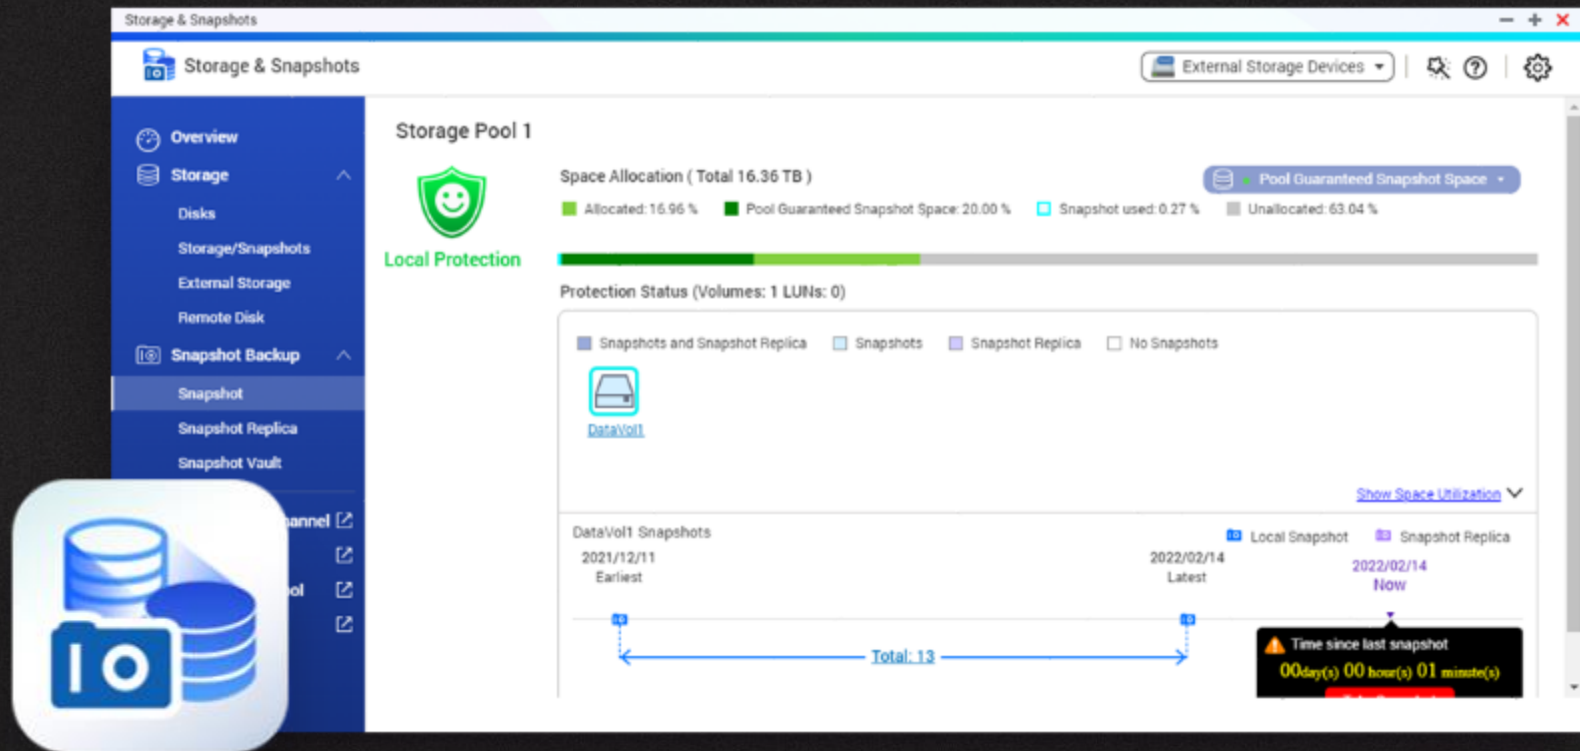 Storage & Snapshots
Storage & Snapshots
External Storage Devices
Overview
Storage
Disks
Storage/Snapshots
External Storage
Remote Disk
Snapshot Backup
Snapshot
Snapshot Replica
Snapshot Vault
Storage Pool 1
Local Protection
Space Allocation ( Total 16.36 TB )
Pool Guaranteed Snapshot Space
Allocated: 16.96 % Pool Guaranteed Snapshot Space: 20.00 % Snapshot used: 0.27 % Unallocated: 63.04 %
Protection Status (Volumes: 1 LUNs: 0)
Snapshots and Snapshot Replica Snapshots Snapshot Replica No Snapshots
DataVol1
Show Space Utilization
DataVol1 Snapshots
Local Snapshot Snapshot Replica
2021/12/11
Earliest
2022/02/14
Latest
2022/02/14
Now
Total: 13
Time since last snapshot
00day(s) 00 hour(s) 01 minute(s)